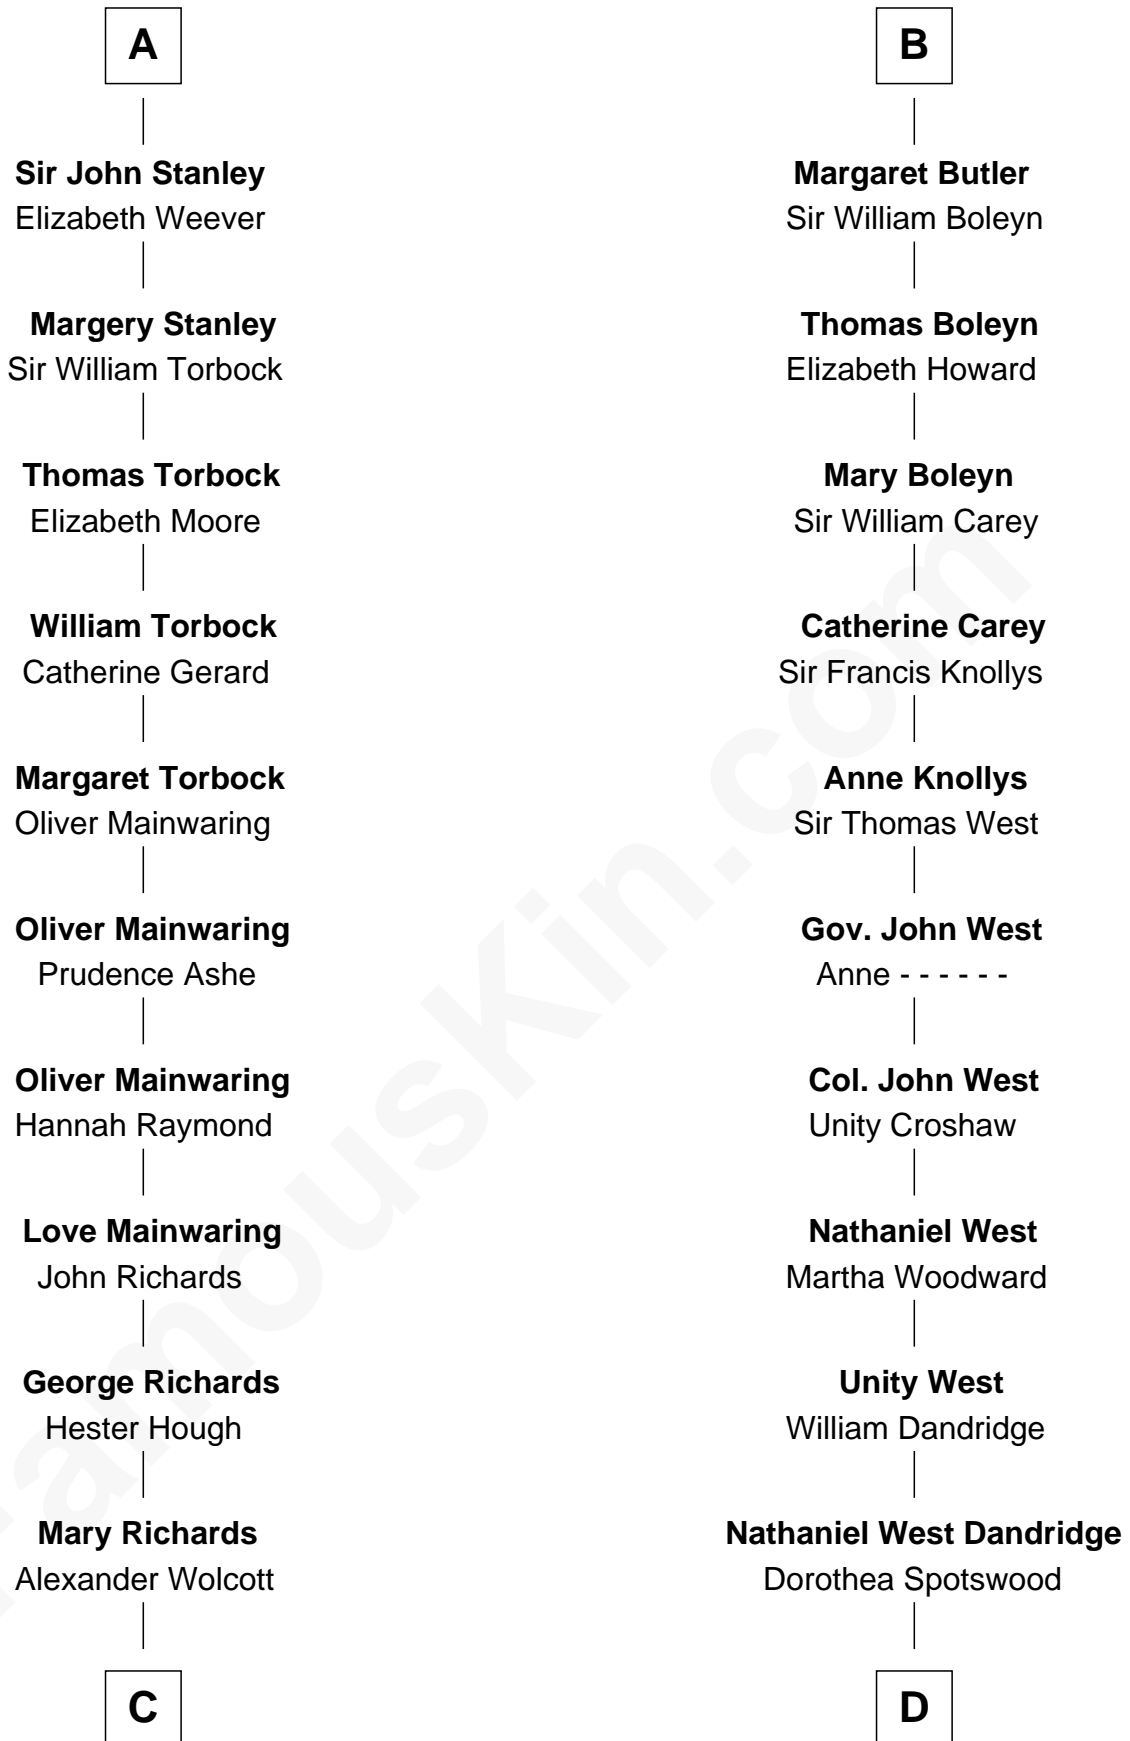 A
Sir John Stanley
Elizabeth Weever
Margery Stanley
Sir William Torbock
Thomas Torbock
Elizabeth Moore
William Torbock
Catherine Gerard
Margaret Torbock
Oliver Mainwaring
Oliver Mainwaring
Prudence Ashe
Oliver Mainwaring
Hannah Raymond
Love Mainwaring
John Richards
George Richards
Hester Hough
Mary Richards
Alexander Wolcott
C
B
Margaret Butler
Sir William Boleyn
Thomas Boleyn
Elizabeth Howard
Mary Boleyn
Sir William Carey
Catherine Carey
Sir Francis Knollys
Anne Knollys
Sir Thomas West
Gov. John West
Anne - - - - - -
Col. John West
Unity Croshaw
Nathaniel West
Martha Woodward
Unity West
William Dandridge
Nathaniel West Dandridge
Dorothea Spotswood
D
FamousKin.com